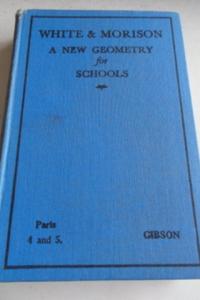 WHITE & MORISON
A NEW GEOMETRY
for
SCHOOLS
Parts
4 and 5.
GIBSON